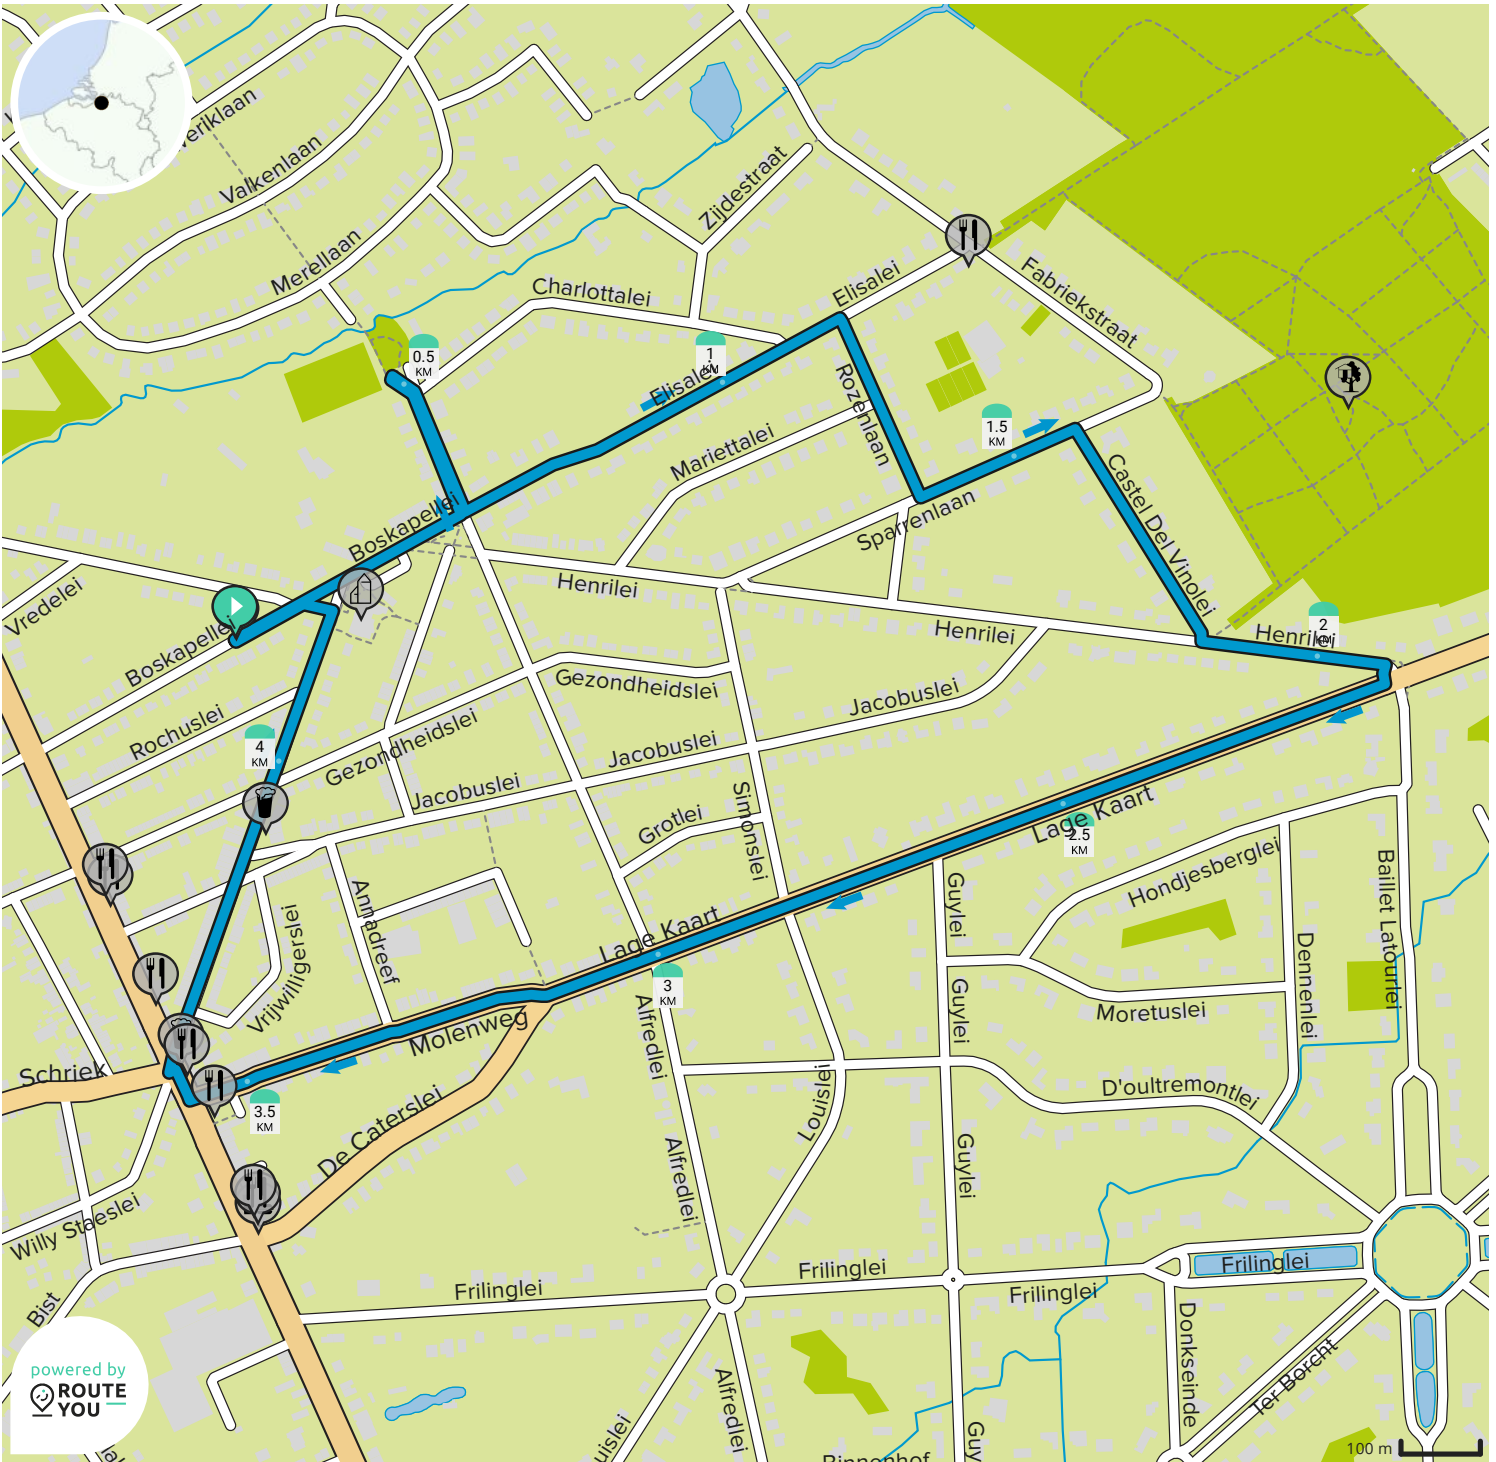 Valkenlaan
Merellaan
Zijdestraat
Charlottalei
Elisalei
Fabriekstraat
0.5
KM
1
KM
Elisalei
Rozenlaan
Mariettalei
1.5
KM
Castel Del Vinolei
Sparrenlaan
Boskapellei
Henrilei
Henrilei
Henrilei
2
KM
Vredelei
Boskapellei
Gezondheidslei
Jacobuslei
Rochuslei
4
KM
Gezondheidslei
Jacobuslei
Jacobuslei
Simonslei
Grotlei
Lage Kaart
2.5
KM
Hondjesberglei
Baillet Latourlei
Annadreef
Vrijwilligerslei
Lage Kaart
Guylei
Dennenlei
3
KM
Guylei
Moretuslei
Alfredlei
Molenweg
Schriek
3.5
KM
De Caterslei
Louislei
D'oultremontlei
Alfredlei
Guylei
Willy Staeslei
Bist
Frilinglei
Frilinglei
Frilinglei
Frilinglei
Donkseinde
Ter Borcht
Alfredlei
powered by
ROUTE
YOU
100 m